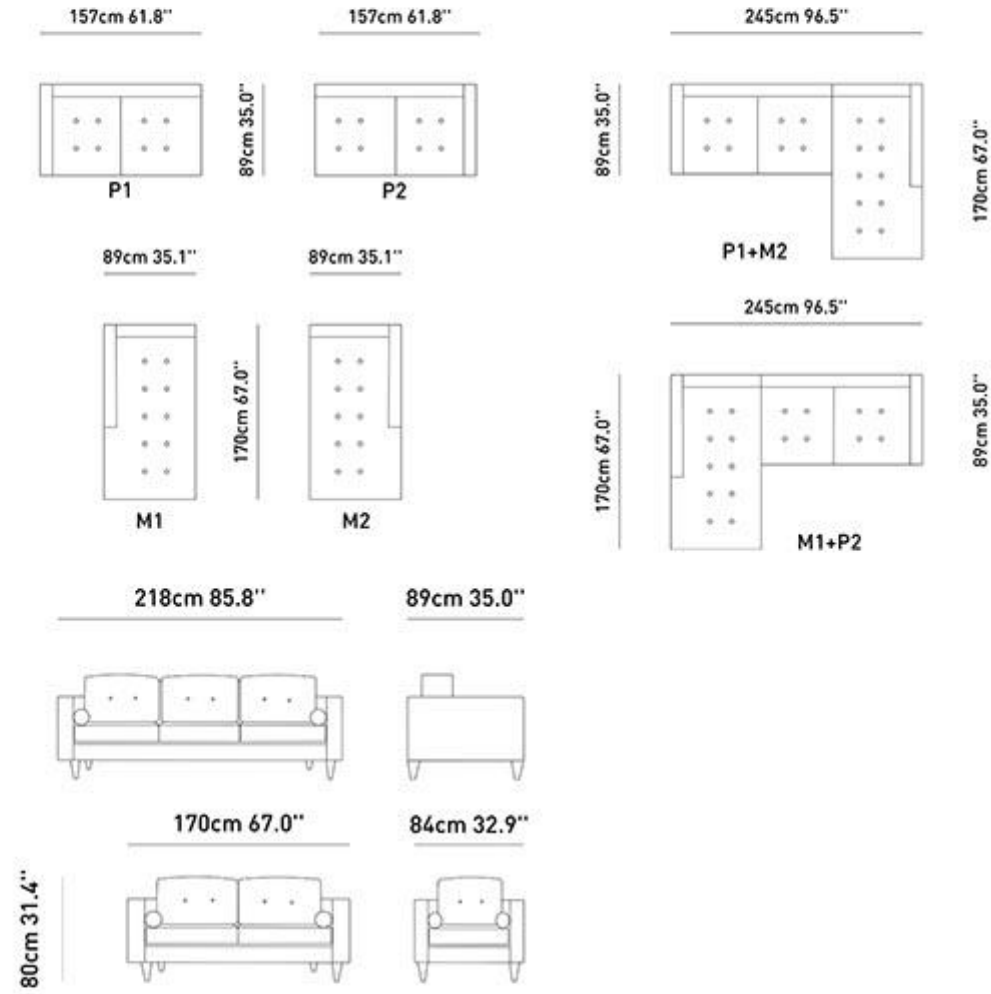 157cm 61.8''
157cm 61.8''
89cm 35.0''
P1
P2
89cm 35.1''
89cm 35.1''
170cm 67.0''
M1
M2
245cm 96.5''
89cm 35.0''
170cm 67.0''
P1+M2
245cm 96.5''
170cm 67.0''
89cm 35.0''
M1+P2
218cm 85.8''
89cm 35.0''
170cm 67.0''
84cm 32.9''
80cm 31.4''